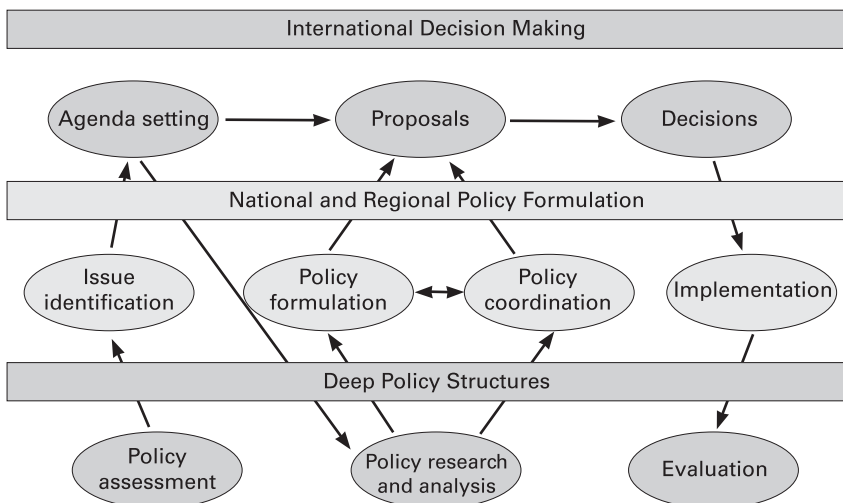 International Decision Making
Agenda setting
Proposals
Decisions
National and Regional Policy Formulation
Issue
identification
Policy
formulation
Policy
coordination
Implementation
Deep Policy Structures
Policy
assessment
Policy research
and analysis
Evaluation